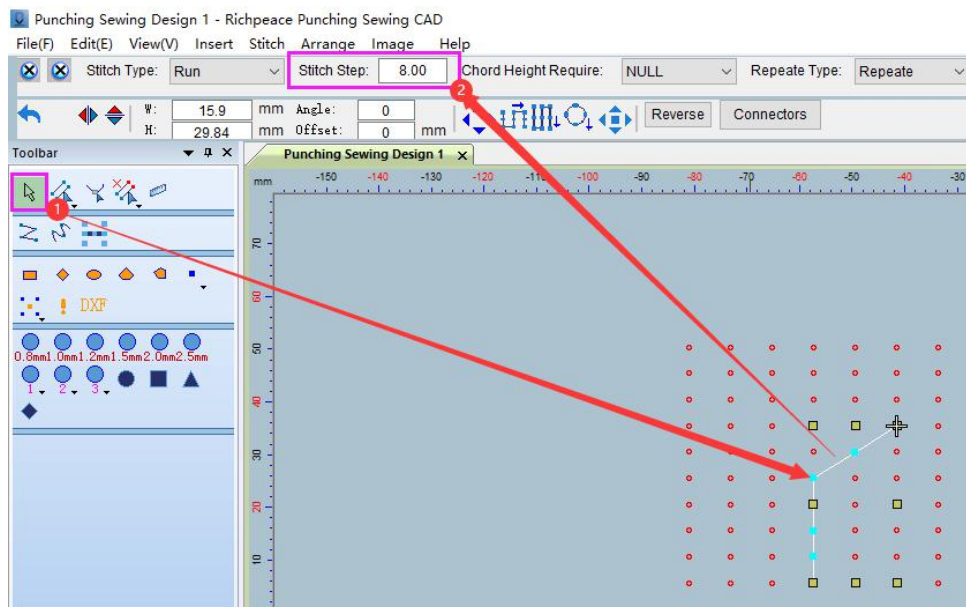 Punching Sewing Design 1 - Richpeace Punching Sewing CAD
File(F) Edit(E) View(V) Insert Stitch Arrange Image Help
Stitch Type: Run Stitch Step: 8.00 Chord Height Require: NULL Repeate Type: Repeate
2
W: 15.9 mm Angle: 0
H: 29.84 mm Offset: 0 mm
Reverse Connectors
Toolbar Punching Sewing Design 1
mm -150 -140 -130 -120 -110 -100 -90 -80 -70 -60 -50 -40 -30
1
70
60
DXF
50
0.8mm 1.0mm 1.2mm 1.5mm 2.0mm 2.5mm
1 2 3
40
30
20
10